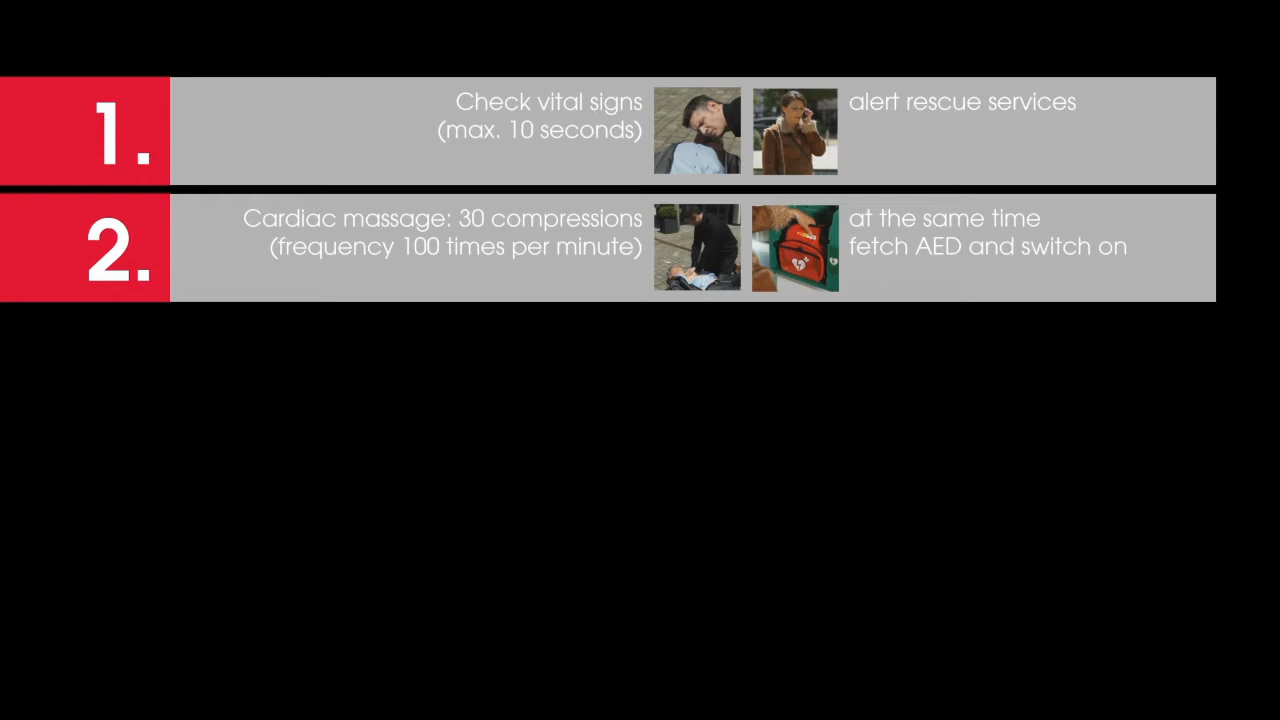 1.
Check vital signs
(max. 10 seconds)
alert rescue services
2.
Cardiac massage: 30 compressions
(frequency 100 times per minute)
at the same time
fetch AED and switch on